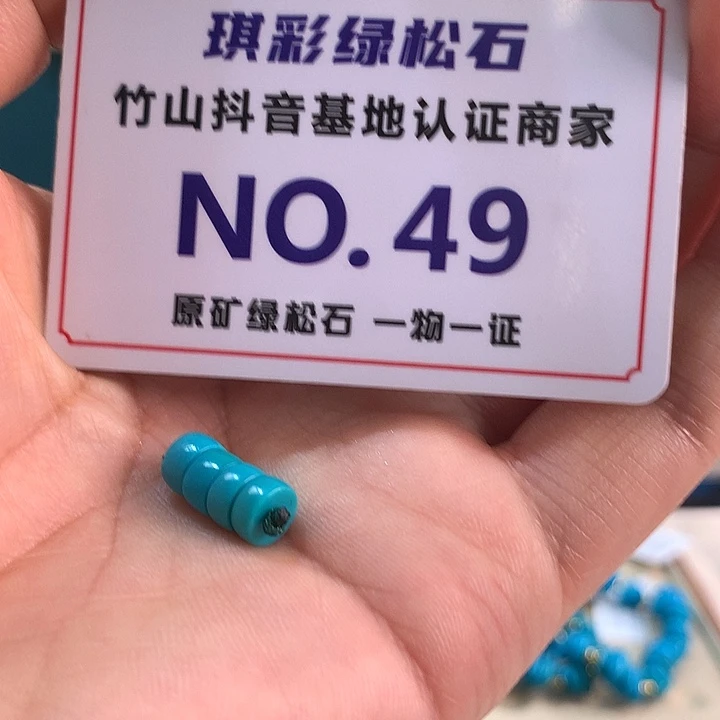 琪彩绿松石
竹山抖音基地认证商家
NO.49
原矿绿松石 一物一证